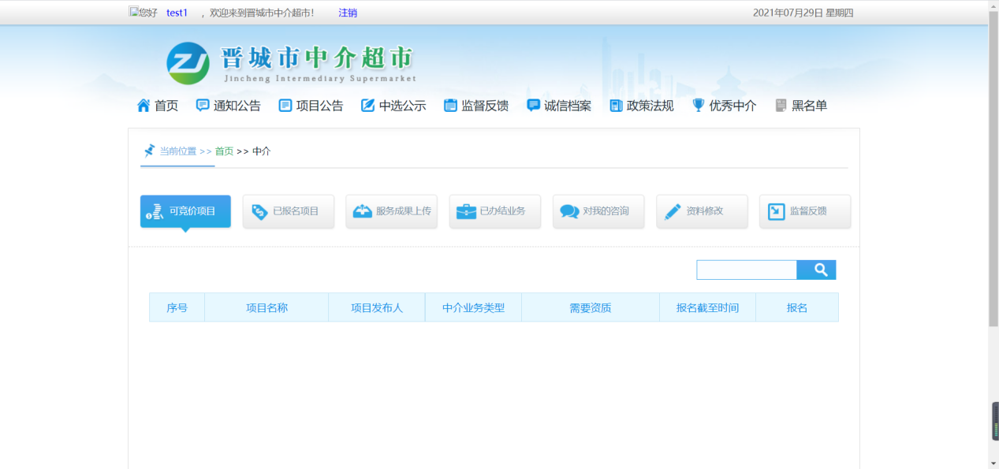 您好 test1 ，欢迎来到晋城市中介超市！ 注销 2021年07月29日 星期四
ZJ 晋城市中介超市
Jincheng Intermediary Supermarket
首页 通知公告 项目公告 中选公示 监督反馈 诚信档案 政策法规 优秀中介 黑名单
当前位置 >> 首页 >> 中介
可竞价项目 已报名项目 服务成果上传 已办结业务 对我的咨询 资料修改 监督反馈
序号 项目名称 项目发布人 中介业务类型 需要资质 报名截至时间 报名